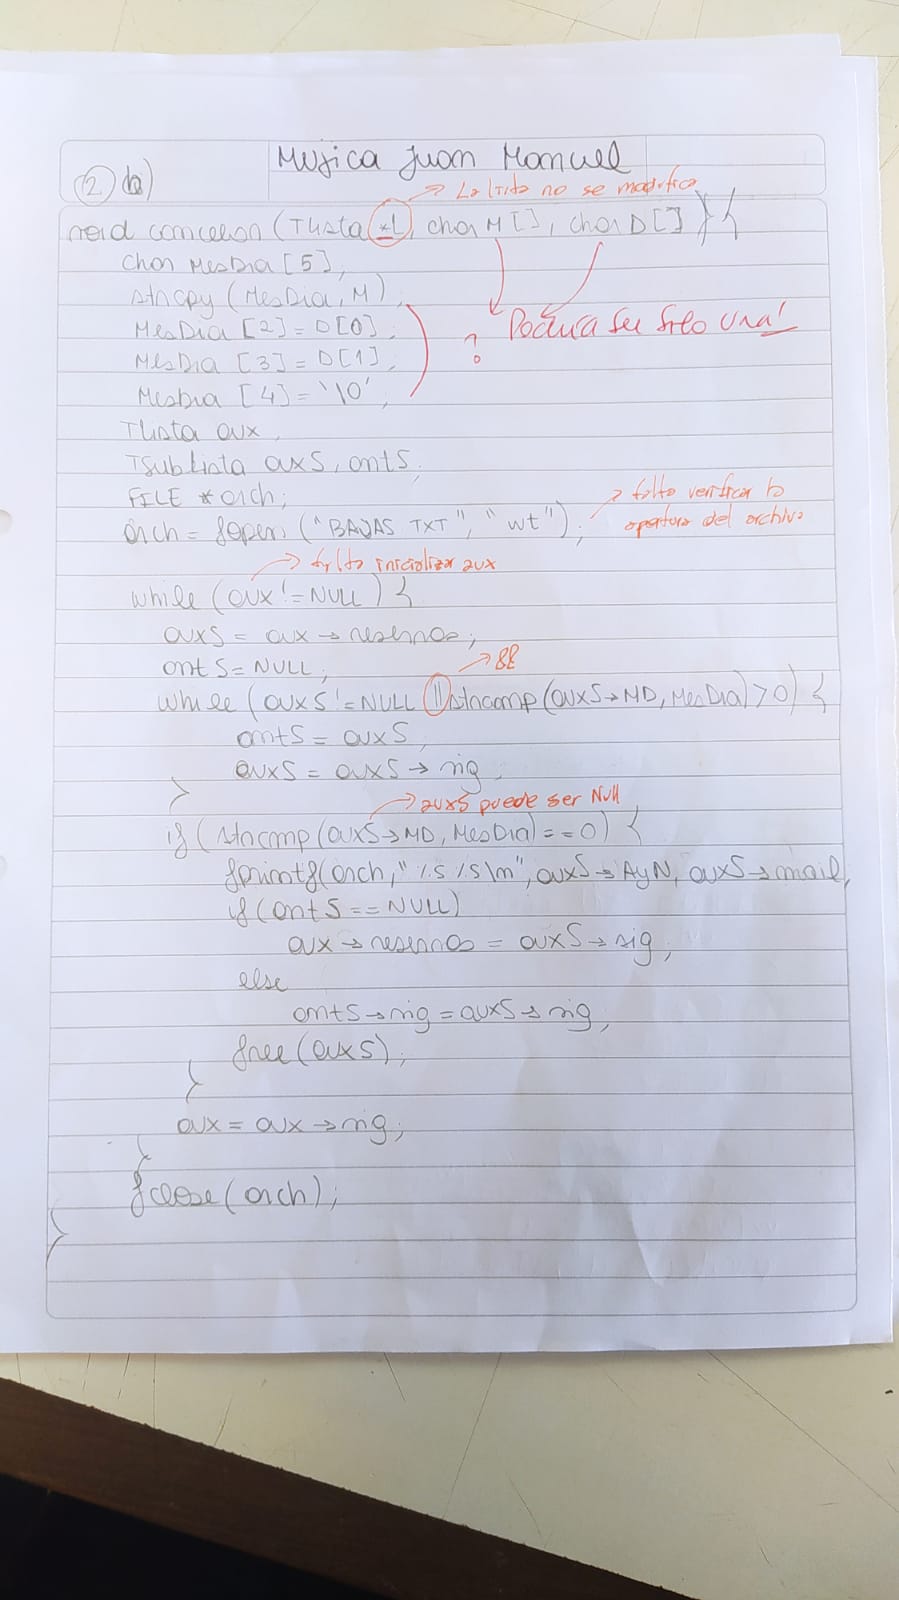 ② b) Mujica Juan Manuel
→ La lista no se modifica
void cancelacion (Tlista *L, char M[], char D[]) {
char MesDia [5];
strcpy (MesDia, M);
MesDia [2] = D[0]; ? Podría ser sólo una!
MesDia [3] = D[1];
MesDia [4] = '\0';
Tlista aux;
TSubLista auxS, antS;
FILE *arch; → falto verificar la
arch = fopen ("BAJAS TXT", "wt"); apertura del archivo
→ falto inicializar aux
while (aux != NULL) {
auxS = aux → reservas;
antS = NULL; → &&
while (auxS != NULL || strcmp (auxS→MD, MesDia) > 0) {
antS = auxS;
auxS = auxS → sig;
}
→ auxS puede ser Null
if (strcmp (auxS→MD, MesDia) == 0) {
fprintf (arch, "%s %s\n", auxS → AyN, auxS → mail);
if (antS == NULL)
aux → reservas = auxS → sig;
else
antS → sig = auxS → sig;
free (auxS);
}
aux = aux → sig;
}
fclose (arch);
}